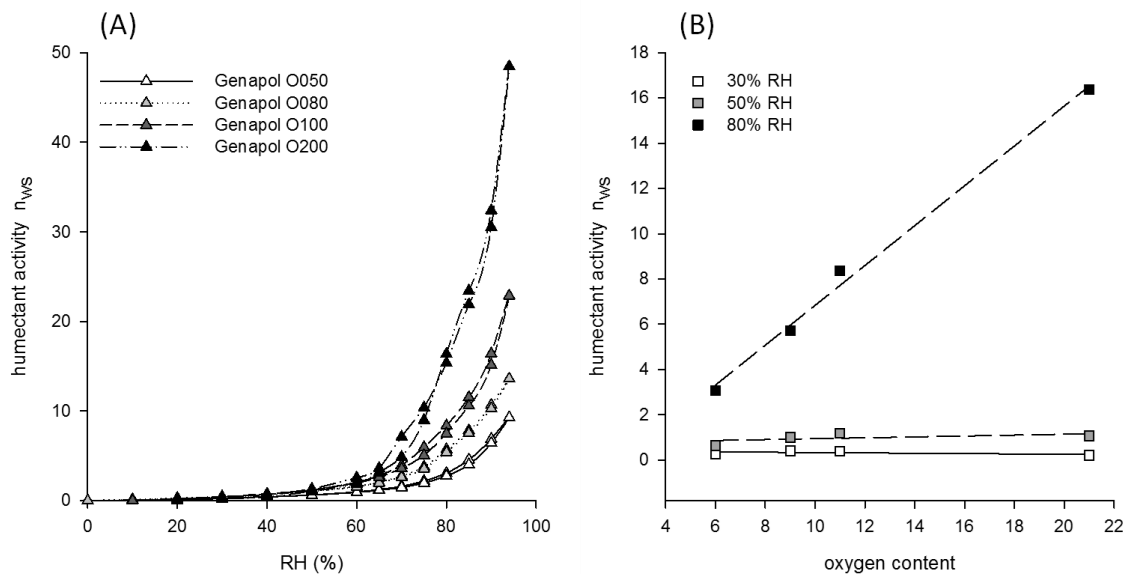 (A)
50
40
30
20
10
0
humectant activity n_ws
Genapol O050
Genapol O080
Genapol O100
Genapol O200
0 20 40 60 80 100
RH (%)
(B)
18
16
14
12
10
8
6
4
2
0
humectant activity n_ws
30% RH
50% RH
80% RH
4 6 8 10 12 14 16 18 20 22
oxygen content